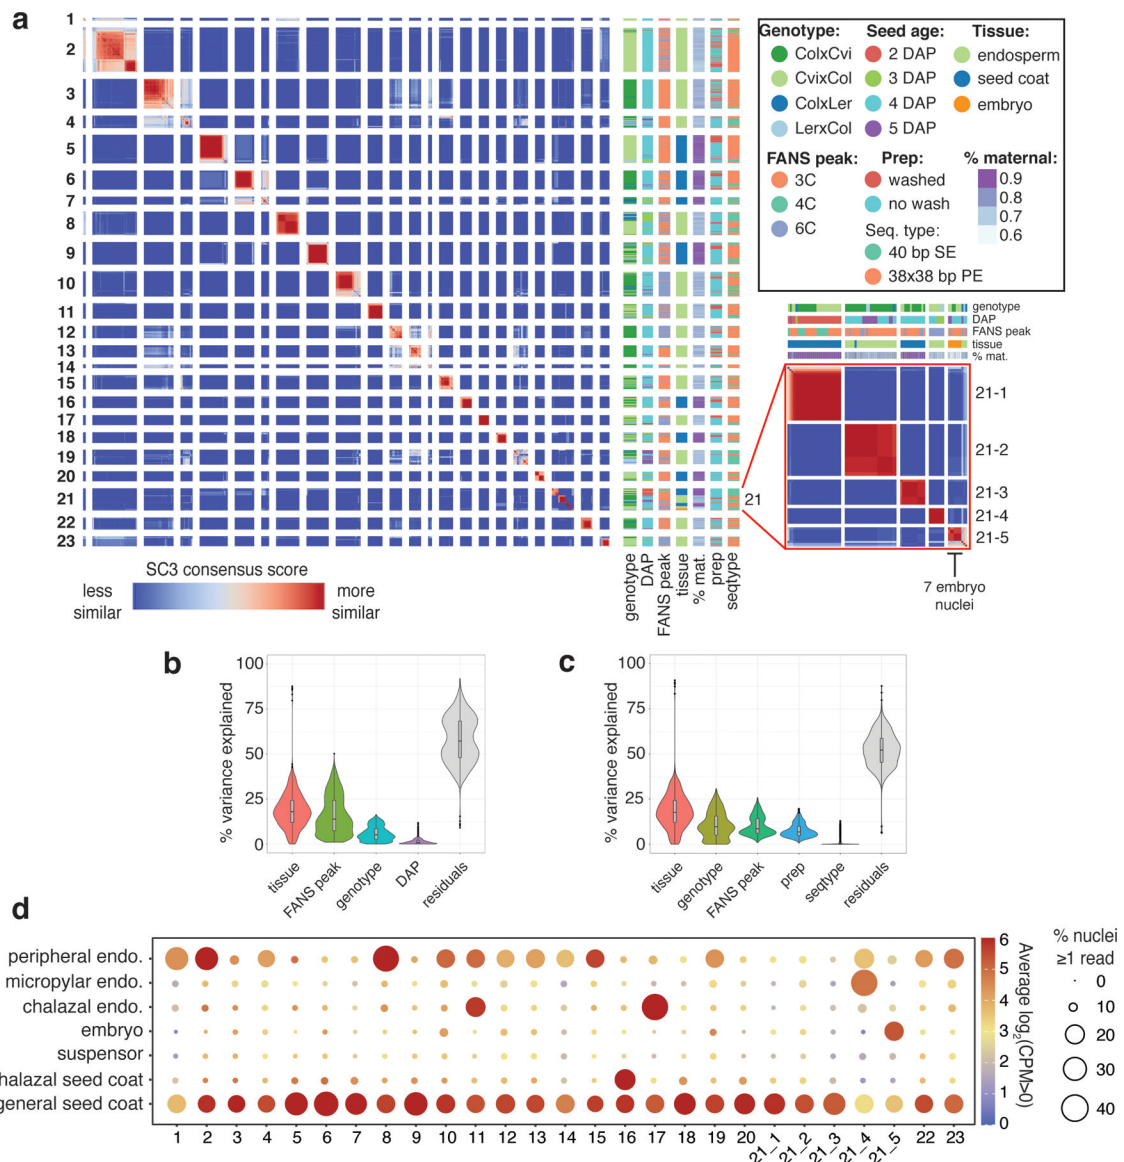 a
1
2
3
4
5
6
7
8
9
10
11
12
13
14
15
16
17
18
19
20
21
22
23
genotype
DAP
FANS peak
tissue
% mat.
prep
seqtype
SC3 consensus score
less similar
more similar
Genotype:
ColxCvi
CvixCol
ColxLer
LerxCol
Seed age:
2 DAP
3 DAP
4 DAP
5 DAP
Tissue:
endosperm
seed coat
embryo
FANS peak:
3C
4C
6C
Prep:
washed
no wash
Seq. type:
40 bp SE
38x38 bp PE
% maternal:
0.9
0.8
0.7
0.6
genotype
DAP
FANS peak
tissue
% mat.
21
21-1
21-2
21-3
21-4
21-5
7 embryo
nuclei
b
% variance explained
100
75
50
25
0
tissue
FANS peak
genotype
DAP
residuals
c
% variance explained
100
75
50
25
0
tissue
genotype
FANS peak
prep
seqtype
residuals
d
peripheral endo.
micropylar endo.
chalazal endo.
embryo
suspensor
halazal seed coat
general seed coat
1 2 3 4 5 6 7 8 9 10 11 12 13 14 15 16 17 18 19 20 21_1 21_2 21_3 21_4 21_5 22 23
6
5
4
3
2
1
0
Average log2(CPM>0)
% nuclei
≥1 read
0
10
20
30
40